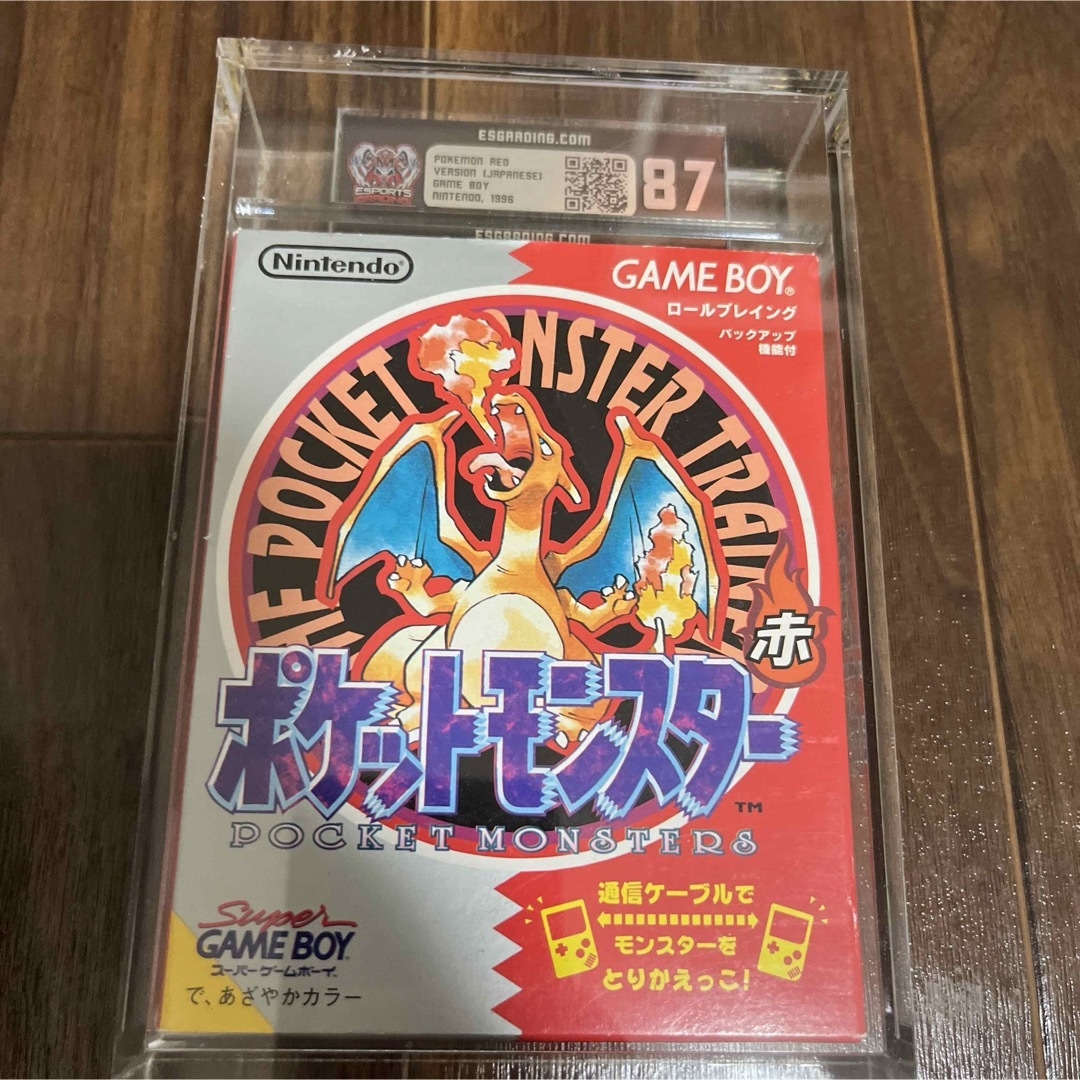 ESGRADING.COM
ESPORTS
GRADING
POKEMON RED
VERSION (JAPANESE)
GAME BOY
NINTENDO, 1996
87
ESGRADING.COM
Nintendo
GAME BOY®
ロールプレイング
バックアップ
機能付
POCKET MONSTER
赤
ポケットモンスター
TM
POCKET MONSTERS
Super
GAME BOY
スーパーゲームボーイ
で、あざやかカラー
通信ケーブルで
モンスターを
とりかえっこ!